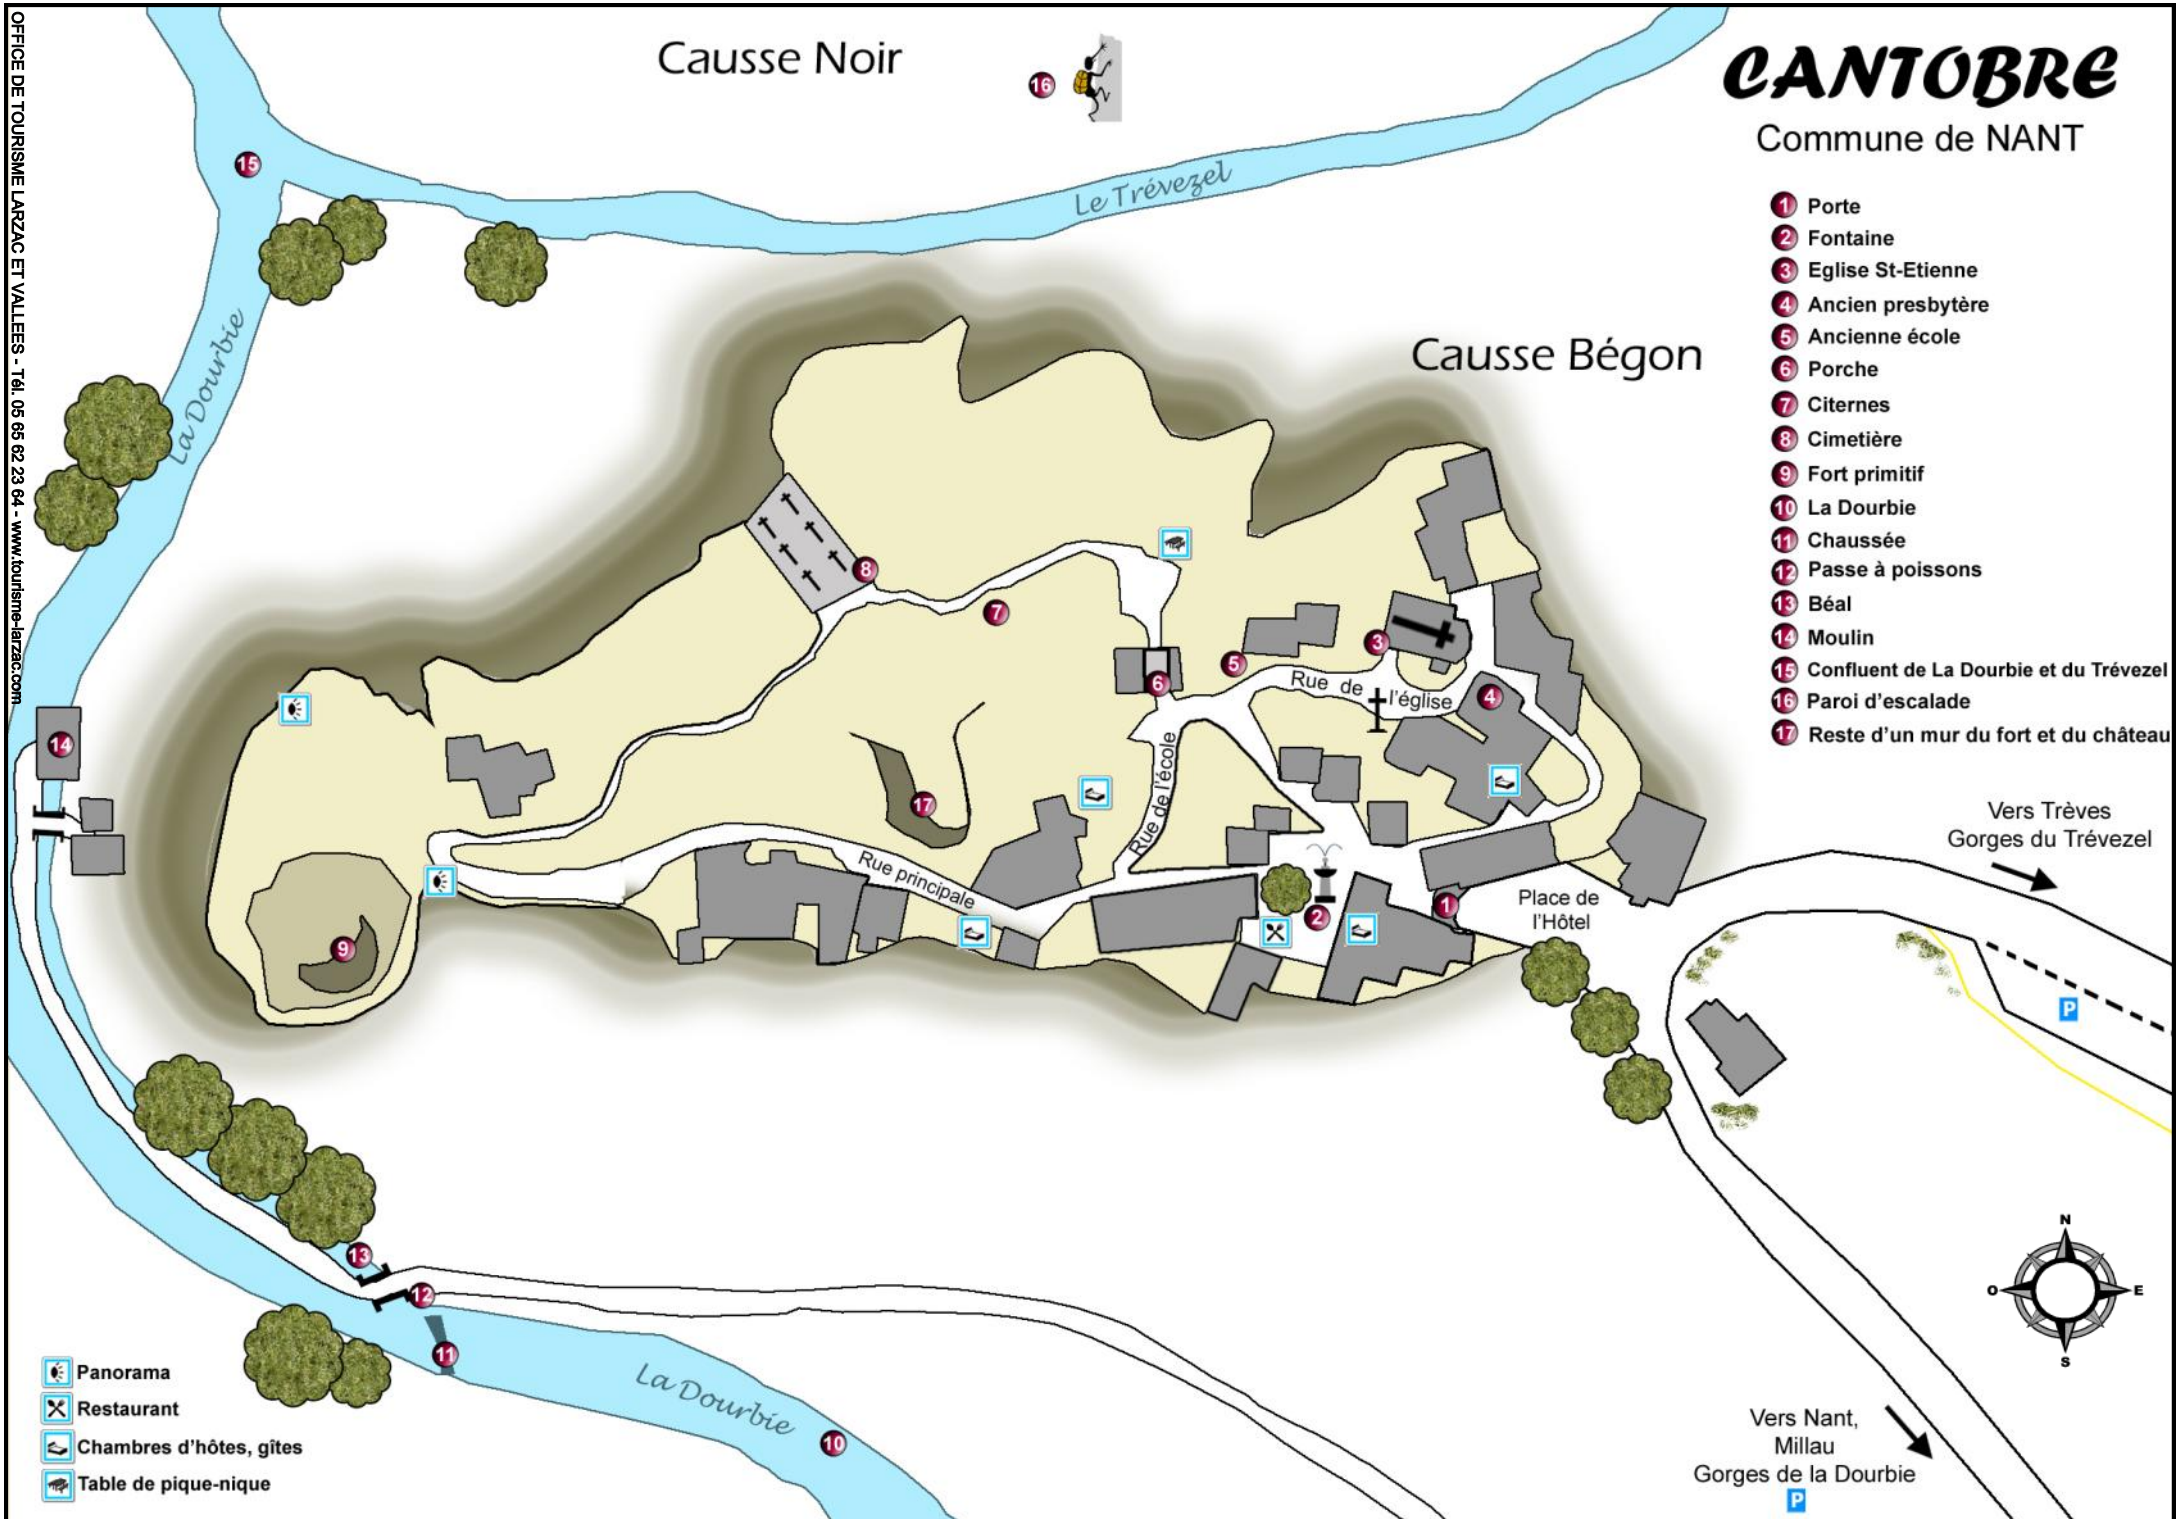 OFFICE DE TOURISME LARZAC ET VALLEES - Tél. 05 65 62 23 64 - www.tourisme-larzac.com
CANTOBRE
Commune de NANT
1 Porte
2 Fontaine
3 Eglise St-Etienne
4 Ancien presbytère
5 Ancienne école
6 Porche
7 Citernes
8 Cimetière
9 Fort primitif
10 La Dourbie
11 Chaussée
12 Passe à poissons
13 Béal
14 Moulin
15 Confluent de La Dourbie et du Trévezel
16 Paroi d'escalade
17 Reste d'un mur du fort et du château
Causse Noir
16
15
Le Trévezel
La Dourbie
Causse Bégon
8
7
3
5
6
4
Rue de l'église
Rue de l'école
14
17
Rue principale
9
2
1
Place de
l'Hôtel
Vers Trèves
Gorges du Trévezel
P
13
12
11
La Dourbie
10
N
O
E
S
Vers Nant,
Millau
Gorges de la Dourbie
P
Panorama
Restaurant
Chambres d'hôtes, gîtes
Table de pique-nique